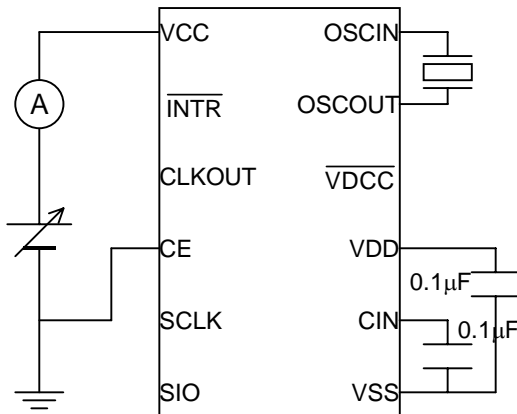 VCC
OSCIN
A
INTR
OSCOUT
CLKOUT
VDCC
CE
VDD
0.1μF
SCLK
CIN
0.1μF
SIO
VSS